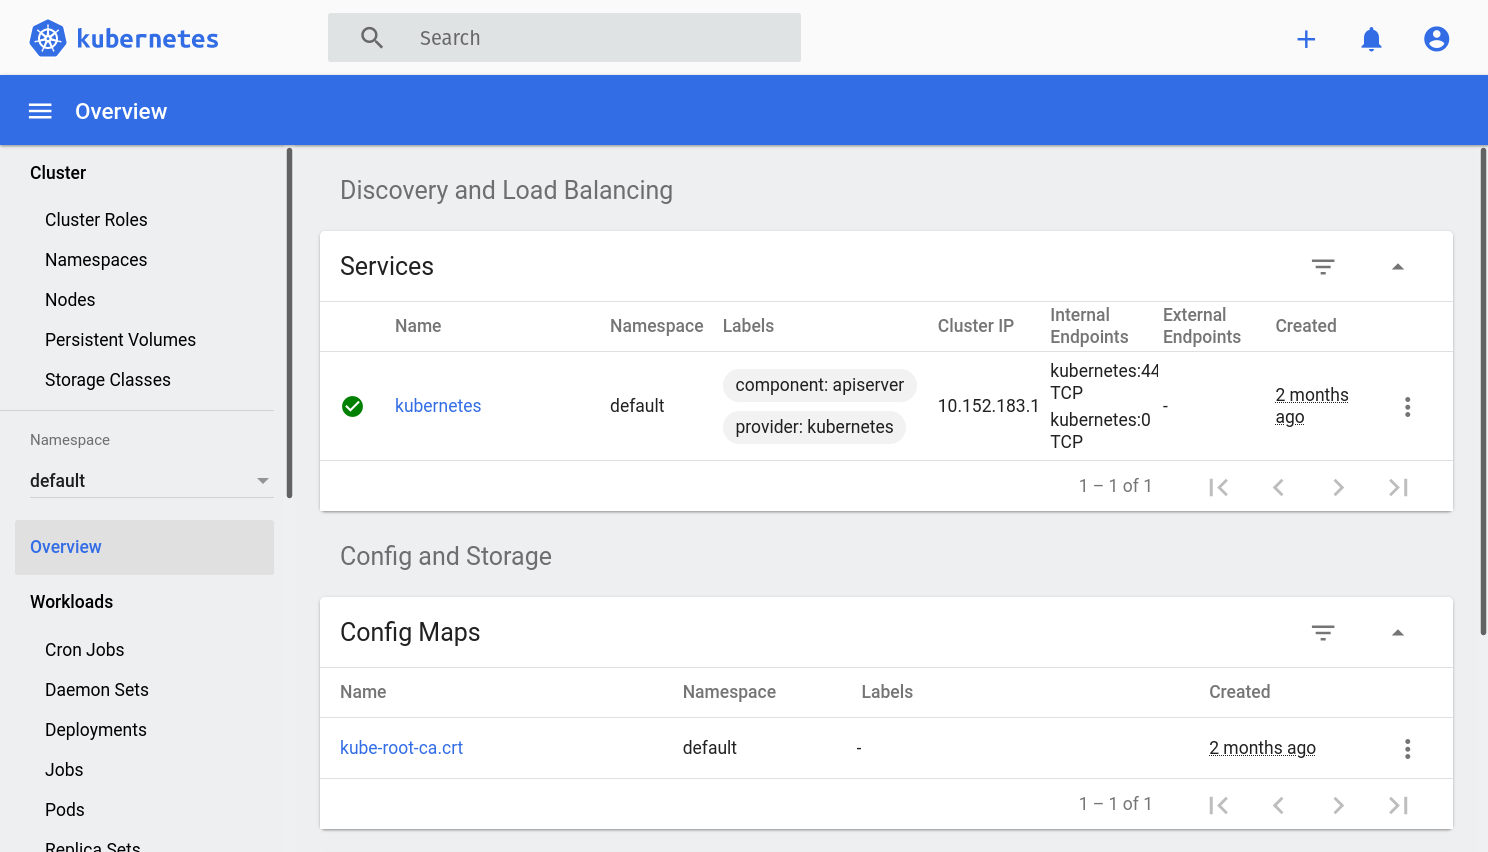 kubernetes
Search
Overview
Cluster
Cluster Roles
Namespaces
Nodes
Persistent Volumes
Storage Classes
Namespace
default
Overview
Workloads
Cron Jobs
Daemon Sets
Deployments
Jobs
Pods
Replica Sets
Discovery and Load Balancing
Services
Name Namespace Labels Cluster IP Internal Endpoints External Endpoints Created
kubernetes default component: apiserver provider: kubernetes 10.152.183.1 kubernetes:44 TCP kubernetes:0 TCP - 2 months ago
1 – 1 of 1
Config and Storage
Config Maps
Name Namespace Labels Created
kube-root-ca.crt default - 2 months ago
1 – 1 of 1